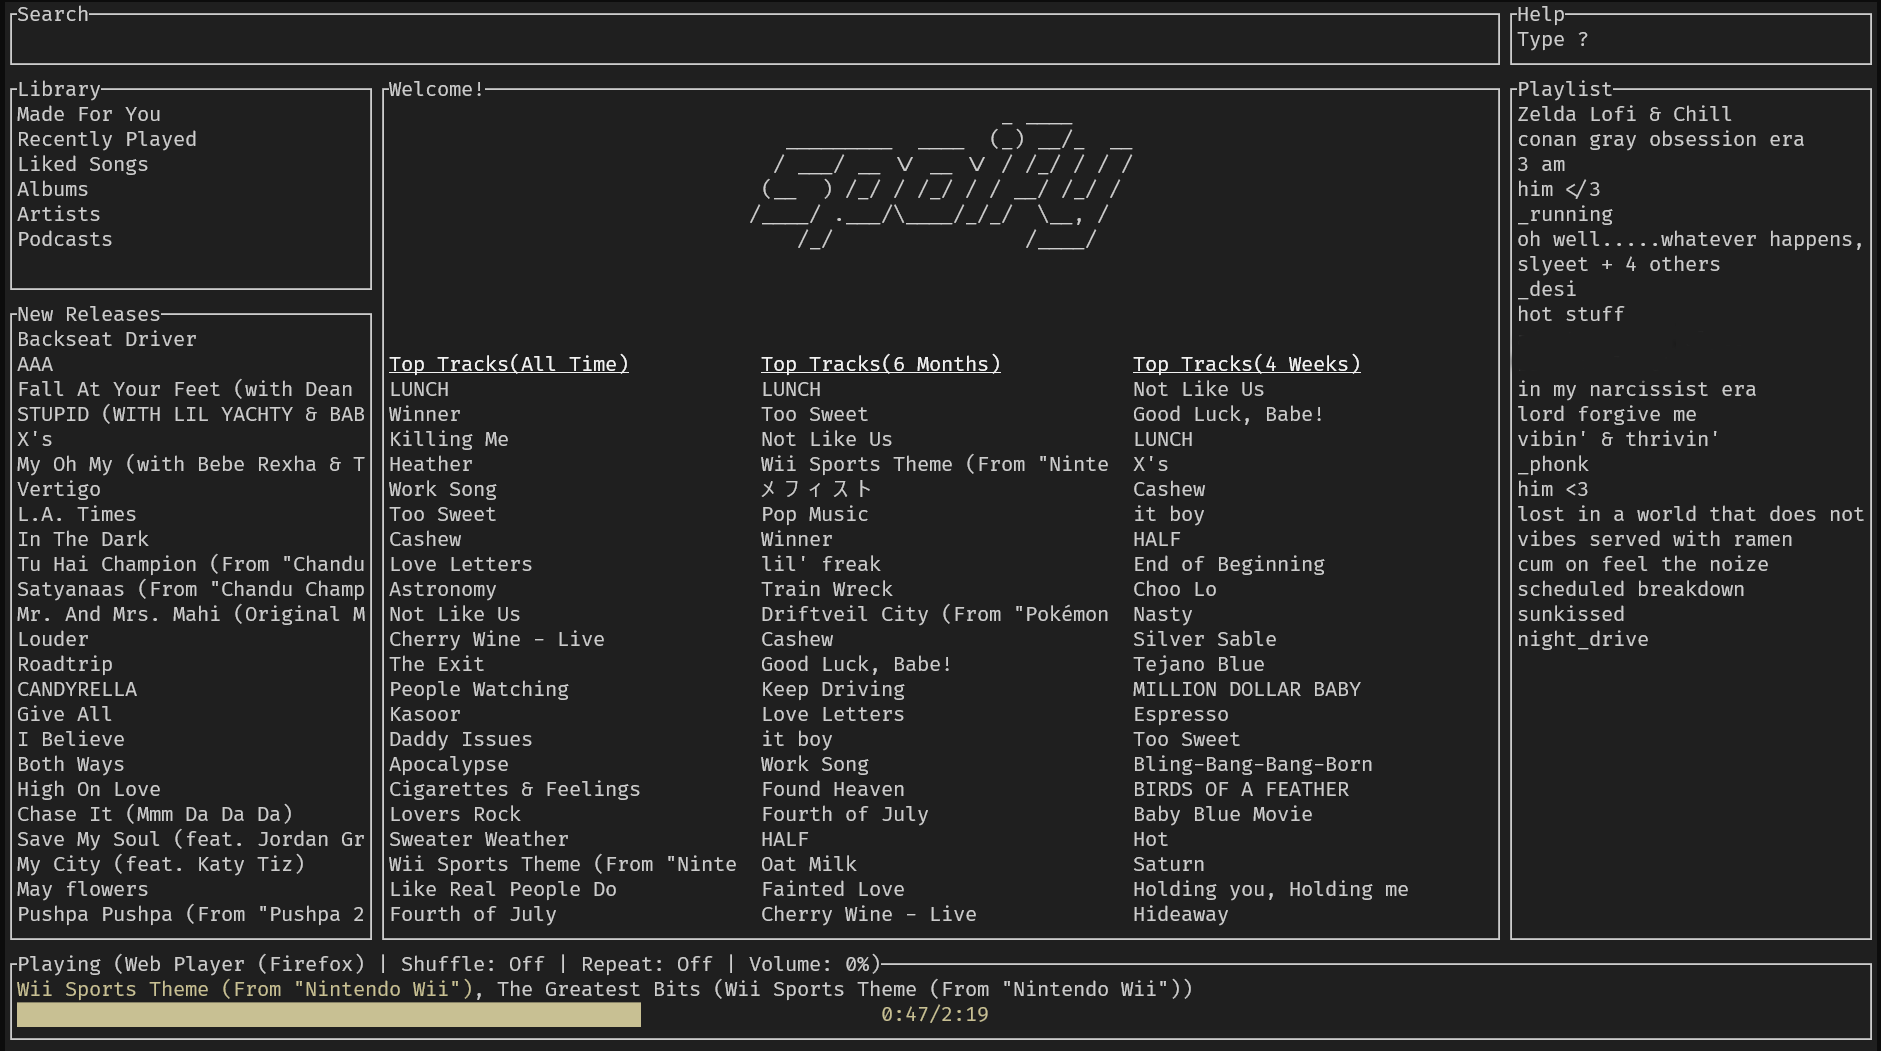 Search
Help
Type ?
Library
Made For You
Recently Played
Liked Songs
Albums
Artists
Podcasts
New Releases
Backseat Driver
AAA
Fall At Your Feet (with Dean
STUPID (WITH LIL YACHTY & BAB
X's
My Oh My (with Bebe Rexha & T
Vertigo
L.A. Times
In The Dark
Tu Hai Champion (From "Chandu
Satyanaas (From "Chandu Champ
Mr. And Mrs. Mahi (Original M
Louder
Roadtrip
CANDYRELLA
Give All
I Believe
Both Ways
High On Love
Chase It (Mmm Da Da Da)
Save My Soul (feat. Jordan Gr
My City (feat. Katy Tiz)
May flowers
Pushpa Pushpa (From "Pushpa 2
Welcome!
spotify
Top Tracks(All Time)
LUNCH
Winner
Killing Me
Heather
Work Song
Too Sweet
Cashew
Love Letters
Astronomy
Not Like Us
Cherry Wine - Live
The Exit
People Watching
Kasoor
Daddy Issues
Apocalypse
Cigarettes & Feelings
Lovers Rock
Sweater Weather
Wii Sports Theme (From "Ninte
Like Real People Do
Fourth of July
Top Tracks(6 Months)
LUNCH
Too Sweet
Not Like Us
Wii Sports Theme (From "Ninte
メフィスト
Pop Music
Winner
lil' freak
Train Wreck
Driftveil City (From "Pokémon
Cashew
Good Luck, Babe!
Keep Driving
Love Letters
it boy
Work Song
Found Heaven
Fourth of July
HALF
Oat Milk
Fainted Love
Cherry Wine - Live
Top Tracks(4 Weeks)
Not Like Us
Good Luck, Babe!
LUNCH
X's
Cashew
it boy
HALF
End of Beginning
Choo Lo
Nasty
Silver Sable
Tejano Blue
MILLION DOLLAR BABY
Espresso
Too Sweet
Bling-Bang-Bang-Born
BIRDS OF A FEATHER
Baby Blue Movie
Hot
Saturn
Holding you, Holding me
Hideaway
Playlist
Zelda Lofi & Chill
conan gray obsession era
3 am
him </3
_running
oh well.....whatever happens,
slyeet + 4 others
_desi
hot stuff
in my narcissist era
lord forgive me
vibin' & thrivin'
_phonk
him <3
lost in a world that does not
vibes served with ramen
cum on feel the noize
scheduled breakdown
sunkissed
night_drive
Playing (Web Player (Firefox) | Shuffle: Off | Repeat: Off | Volume: 0%)
Wii Sports Theme (From "Nintendo Wii"), The Greatest Bits (Wii Sports Theme (From "Nintendo Wii"))
0:47/2:19